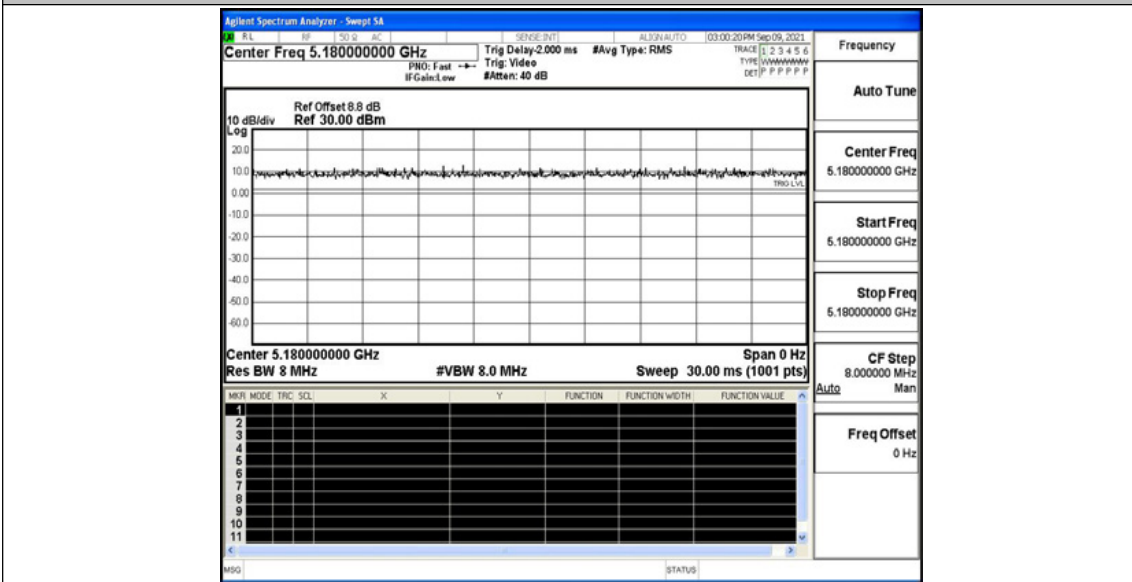 Agilent Spectrum Analyzer - Swept SA
RL RF 50 Ω AC SENSE:INT ALIGN AUTO 03:00:20 PM Sep 09, 2021
Center Freq 5.180000000 GHz
PNO: Fast
IFGain:Low
Trig Delay-2.000 ms
Trig: Video
#Atten: 40 dB
#Avg Type: RMS
TRACE 1 2 3 4 5 6
TYPE WWWWWW
DET P P P P P P
Ref Offset 8.8 dB
10 dB/div Ref 30.00 dBm
Log
20.0
10.0
TRIG LVL
0.00
-10.0
-20.0
-30.0
-40.0
-50.0
-60.0
Center 5.180000000 GHz Span 0 Hz
Res BW 8 MHz #VBW 8.0 MHz Sweep 30.00 ms (1001 pts)
MKR MODE TRC SCL X Y FUNCTION FUNCTION WIDTH FUNCTION VALUE
1
2
3
4
5
6
7
8
9
10
11
MSG STATUS
Frequency
Auto Tune
Center Freq
5.180000000 GHz
Start Freq
5.180000000 GHz
Stop Freq
5.180000000 GHz
CF Step
8.000000 MHz
Auto Man
Freq Offset
0 Hz